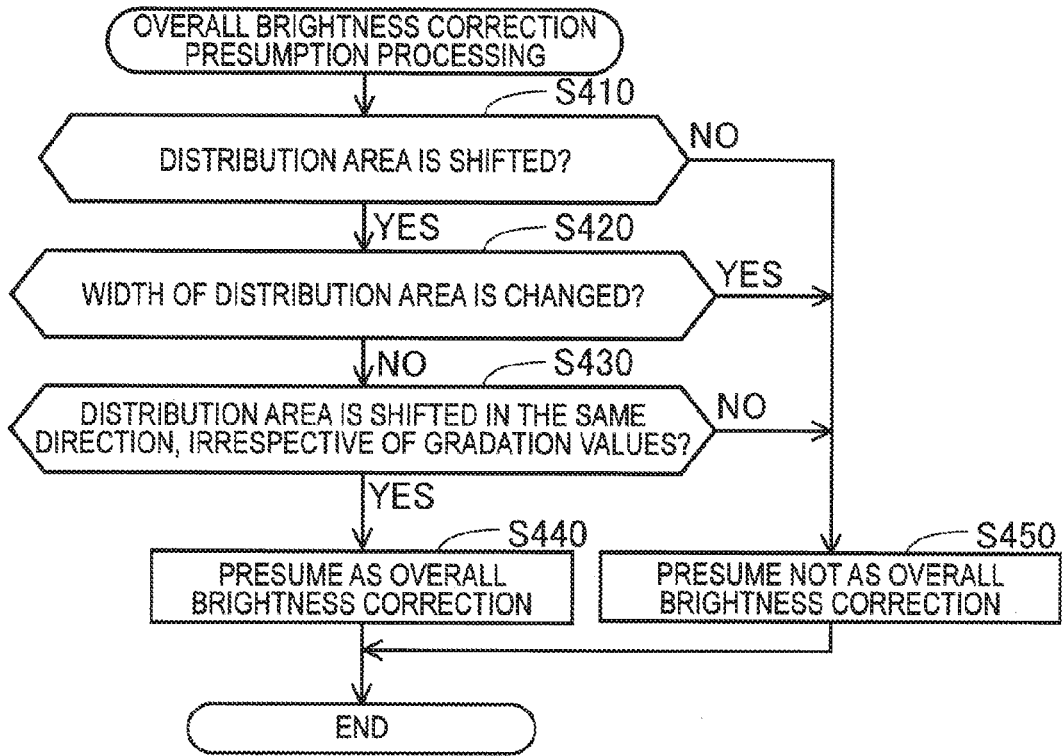 OVERALL BRIGHTNESS CORRECTION
PRESUMPTION PROCESSING
S410
DISTRIBUTION AREA IS SHIFTED?
NO
YES
S420
WIDTH OF DISTRIBUTION AREA IS CHANGED?
YES
NO
S430
DISTRIBUTION AREA IS SHIFTED IN THE SAME
DIRECTION, IRRESPECTIVE OF GRADATION VALUES?
NO
YES
S440
PRESUME AS OVERALL
BRIGHTNESS CORRECTION
S450
PRESUME NOT AS OVERALL
BRIGHTNESS CORRECTION
END